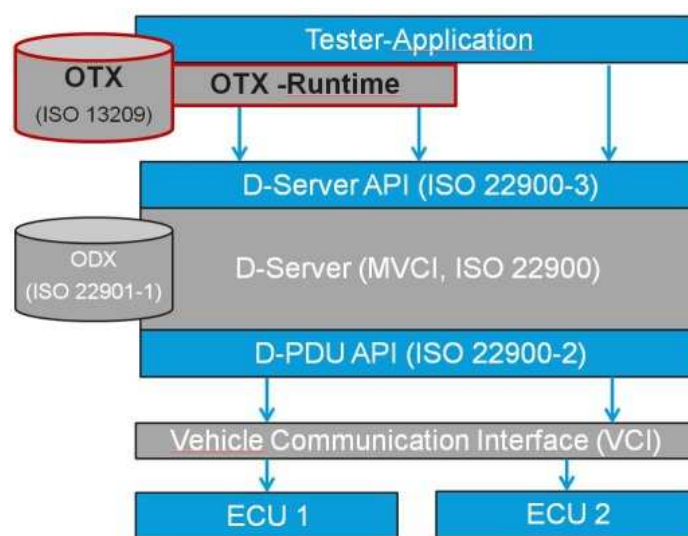 Tester-Application
OTX
(ISO 13209)
OTX -Runtime
D-Server API (ISO 22900-3)
ODX
(ISO 22901-1)
D-Server (MVCI, ISO 22900)
D-PDU API (ISO 22900-2)
Vehicle Communication Interface (VCI)
ECU 1
ECU 2